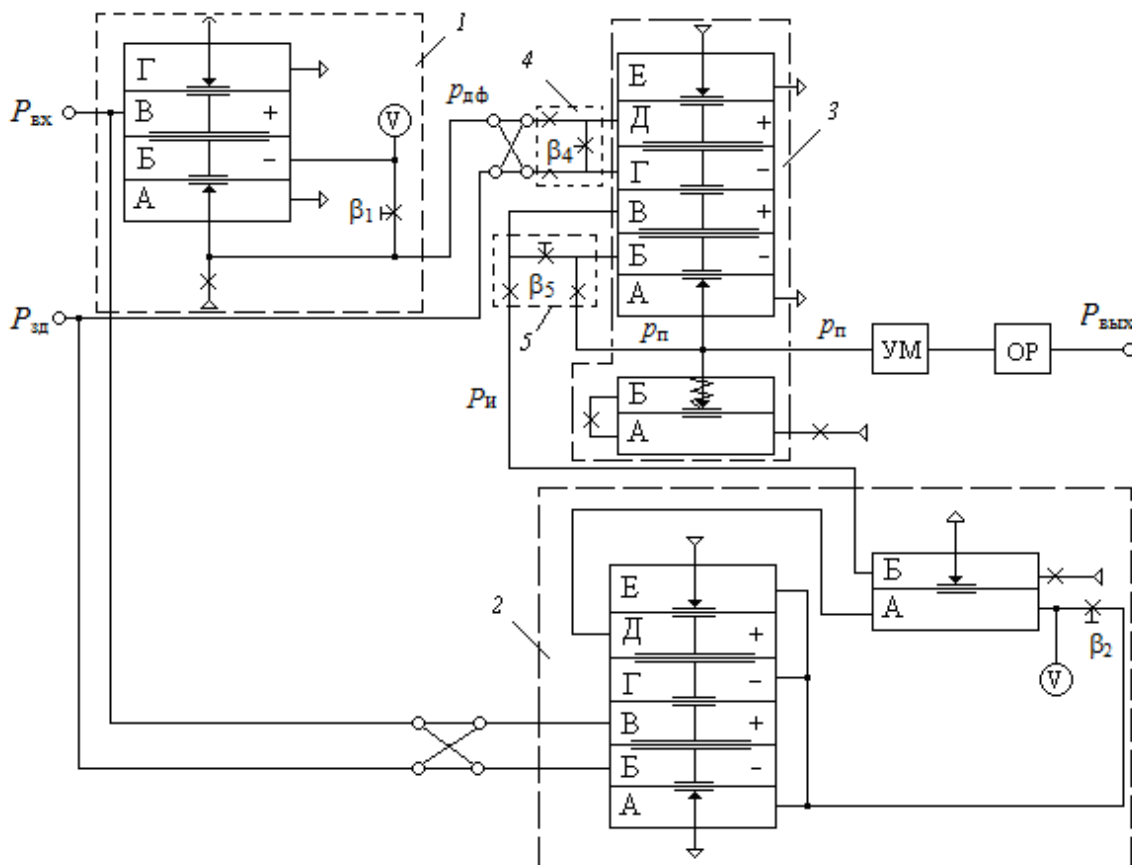 1
Г
В +
Б −
А
V
β1
Pвх
Pзд
pдф
4
β4
Е
Д +
Г −
В +
Б −
А
3
β5
5
pп
pп
УМ
ОР
Pвых
PИ
Б
А
2
Е
Д +
Г −
В +
Б −
А
Б
А
V
β2